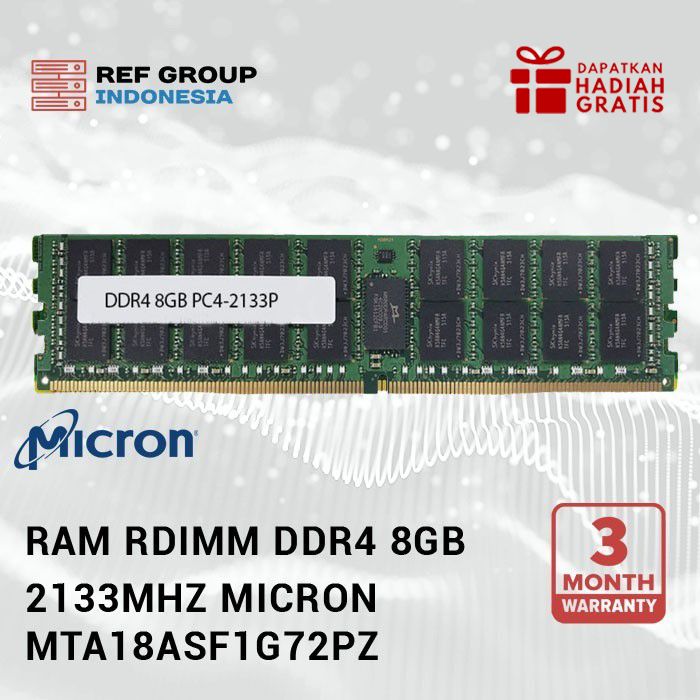 REF GROUP
INDONESIA
DAPATKAN
HADIAH
GRATIS
DDR4 8GB PC4-2133P
Micron
RAM RDIMM DDR4 8GB
2133MHZ MICRON
MTA18ASF1G72PZ
3
MONTH
WARRANTY